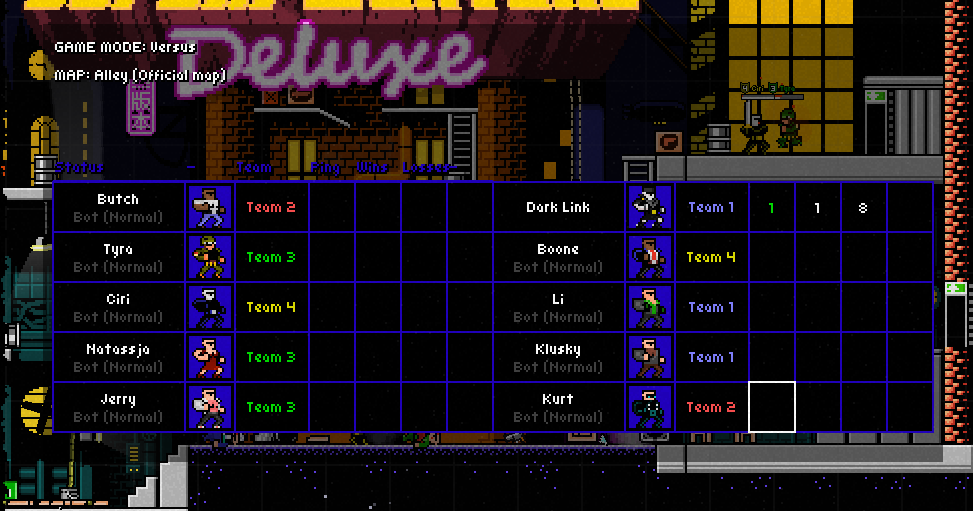 Deluxe
GAME MODE: Versus
MAP: Alley (Official map)
版本
Status - Team Ping Wins Losses
Butch
Bot (Normal)
Team 2
Dark Link
Team 1
1
1
8
Tyra
Bot (Normal)
Team 3
Boone
Bot (Normal)
Team 4
Ciri
Bot (Normal)
Team 4
Li
Bot (Normal)
Team 1
Natassja
Bot (Normal)
Team 3
Klusky
Bot (Normal)
Team 1
Jerry
Bot (Normal)
Team 3
Kurt
Bot (Normal)
Team 2